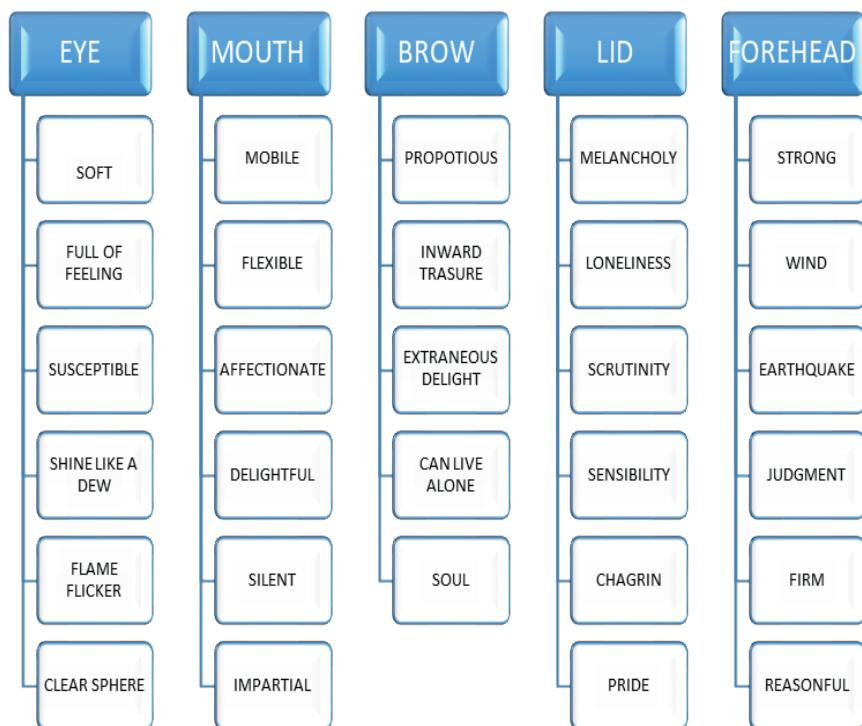 EYE
SOFT
FULL OF
FEELING
SUSCEPTIBLE
SHINE LIKE A
DEW
FLAME
FLICKER
CLEAR SPHERE
MOUTH
MOBILE
FLEXIBLE
AFFECTIONATE
DELIGHTFUL
SILENT
IMPARTIAL
BROW
PROPOTIOUS
INWARD
TRASURE
EXTRANEOUS
DELIGHT
CAN LIVE
ALONE
SOUL
LID
MELANCHOLY
LONELINESS
SCRUTINITY
SENSIBILITY
CHAGRIN
PRIDE
FOREHEAD
STRONG
WIND
EARTHQUAKE
JUDGMENT
FIRM
REASONFUL